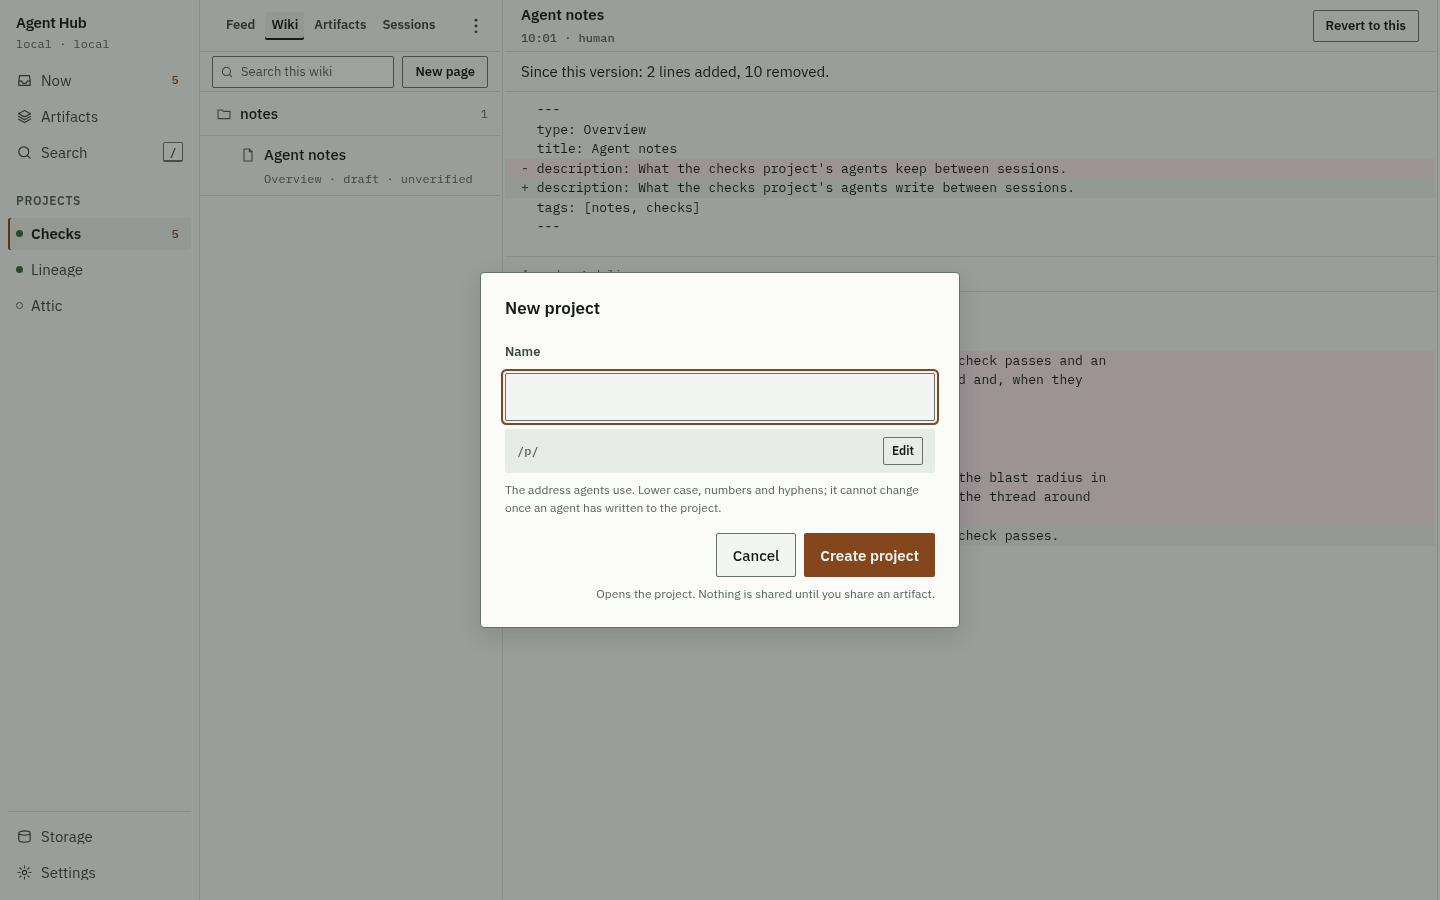 Agent Hub
local · local
Now 5
Artifacts
Search /
PROJECTS
Checks 5
Lineage
Attic
Storage
Settings
Feed Wiki Artifacts Sessions
Search this wiki New page
notes 1
Agent notes
Overview · draft · unverified
Agent notes
10:01 · human
Revert to this
Since this version: 2 lines added, 10 removed.
---
type: Overview
title: Agent notes
- description: What the checks project's agents keep between sessions.
+ description: What the checks project's agents write between sessions.
tags: [notes, checks]
---
check passes and an
and, when they
the blast radius in
the thread around
check passes.
New project
Name
/p/ Edit
The address agents use. Lower case, numbers and hyphens; it cannot change
once an agent has written to the project.
Cancel Create project
Opens the project. Nothing is shared until you share an artifact.